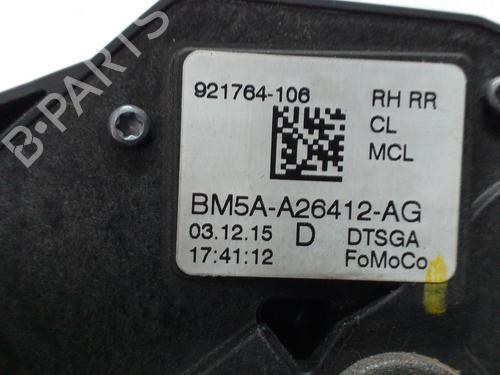 B-PARTS
921764-106 RH RR
CL
MCL
BM5A-A26412-AG
03.12.15 D DTSGA
17:41:12 FoMoCo